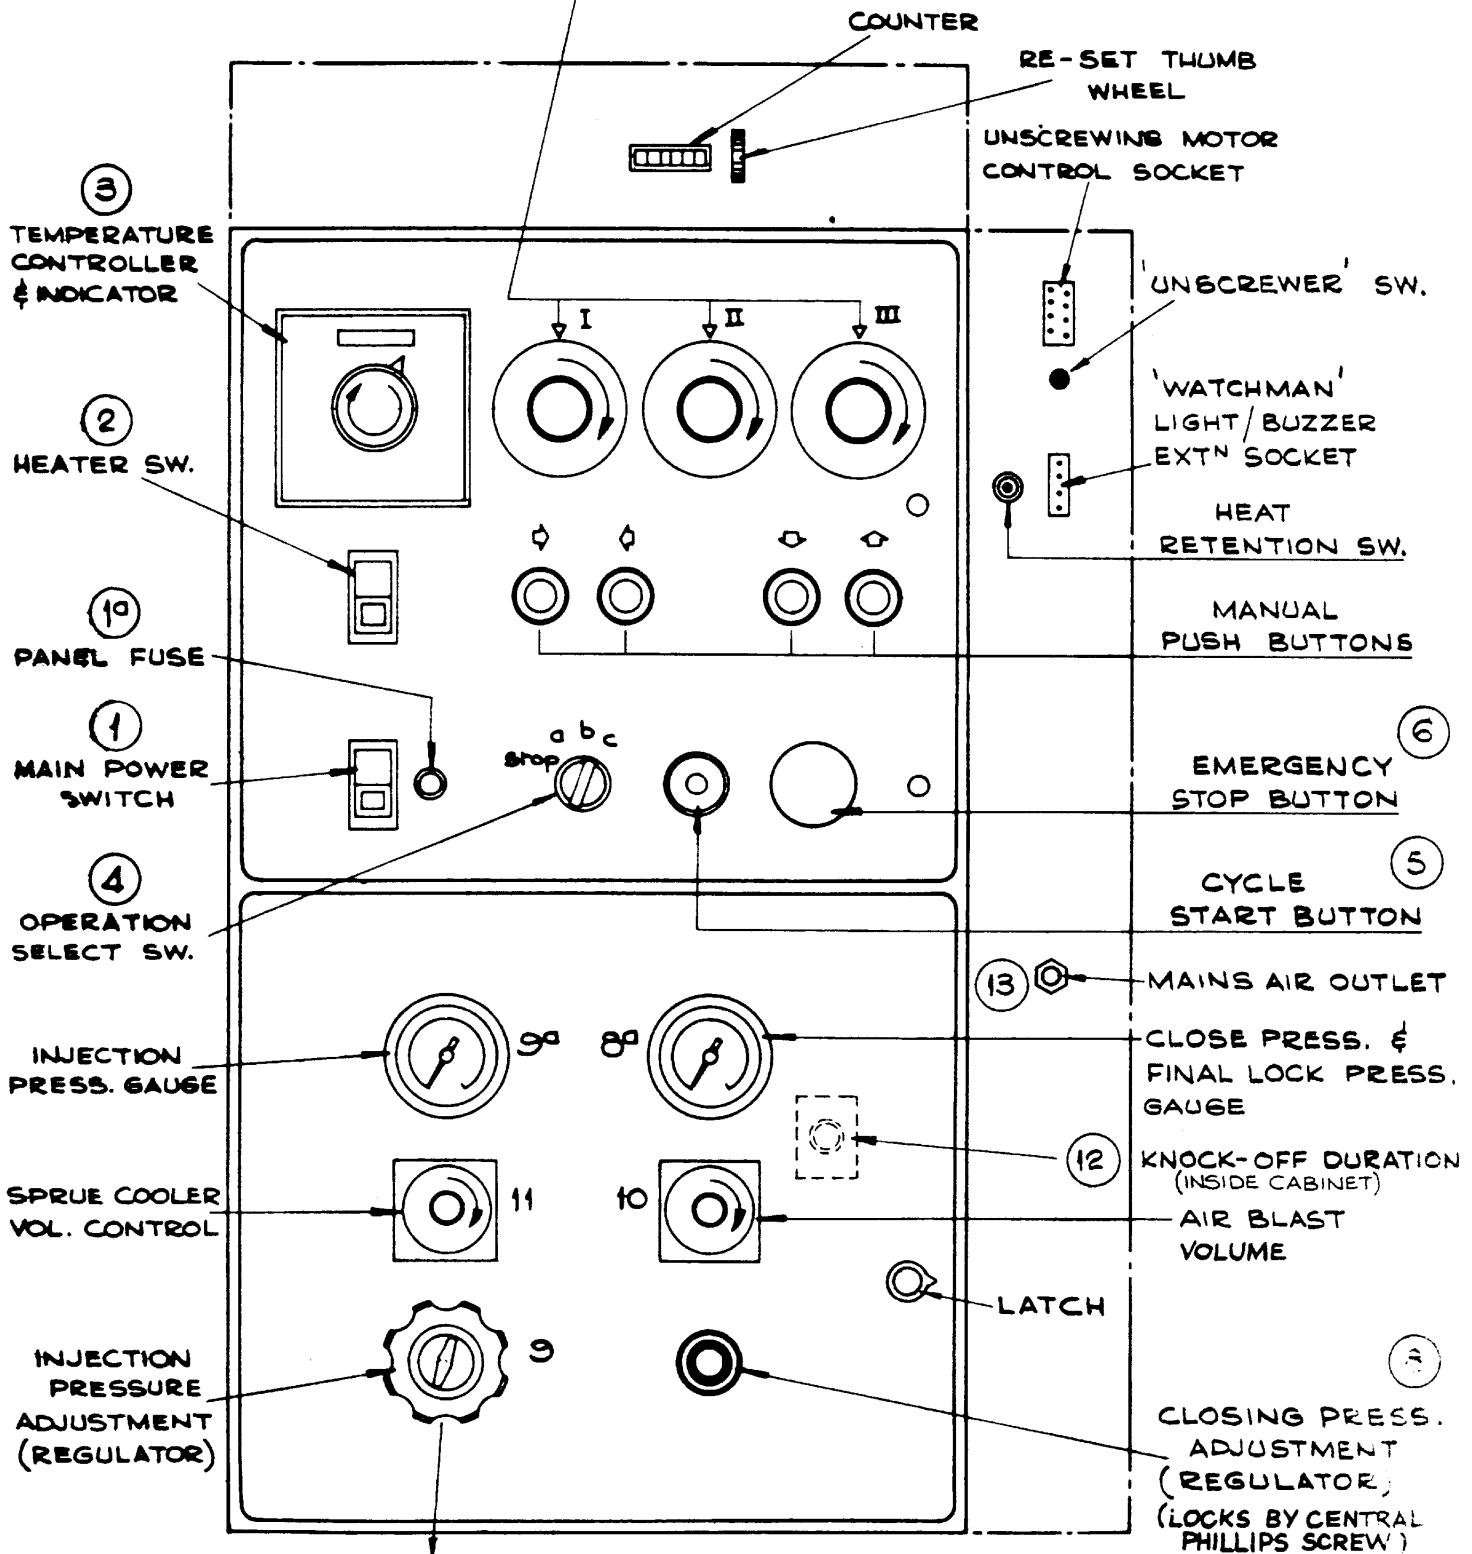 COUNTER
RE-SET THUMB
WHEEL
UNSCREWING MOTOR
CONTROL SOCKET
3
TEMPERATURE
CONTROLLER
& INDICATOR
I
II
III
'UNSCREWER' SW.
'WATCHMAN'
LIGHT/BUZZER
EXTN SOCKET
2
HEATER SW.
HEAT
RETENTION SW.
1a
PANEL FUSE
MANUAL
PUSH BUTTONS
1
MAIN POWER
SWITCH
stop
a
b
c
6
EMERGENCY
STOP BUTTON
4
OPERATION
SELECT SW.
5
CYCLE
START BUTTON
13
MAINS AIR OUTLET
INJECTION
PRESS. GAUGE
9a
8a
CLOSE PRESS. &
FINAL LOCK PRESS.
GAUGE
12
KNOCK-OFF DURATION
(INSIDE CABINET)
SPRUE COOLER
VOL. CONTROL
11
10
AIR BLAST
VOLUME
LATCH
INJECTION
PRESSURE
ADJUSTMENT
(REGULATOR)
9
CLOSING PRESS.
ADJUSTMENT
(REGULATOR)
(LOCKS BY CENTRAL
PHILLIPS SCREW)